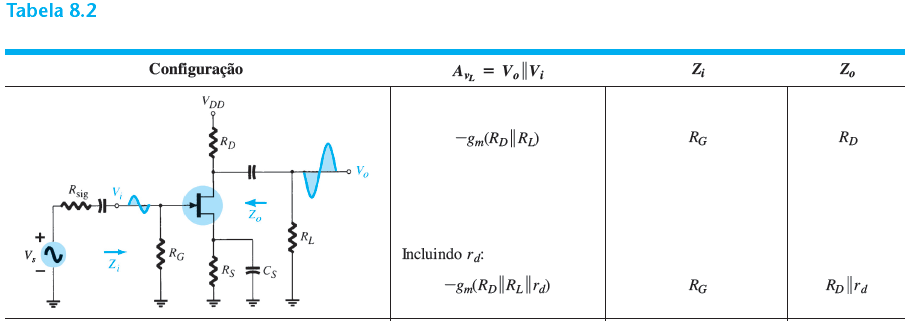 Tabela 8.2
Configuração
A_{v_L} = V_o‖V_i
Z_i
Z_o
V_{DD}
R_D
−g_m(R_D‖R_L)
R_G
R_D
V_o
R_{sig}
V_i
Z_o
+
V_s
−
Z_i
R_G
R_S
C_S
R_L
Incluindo r_d:
−g_m(R_D‖R_L‖r_d)
R_G
R_D‖r_d